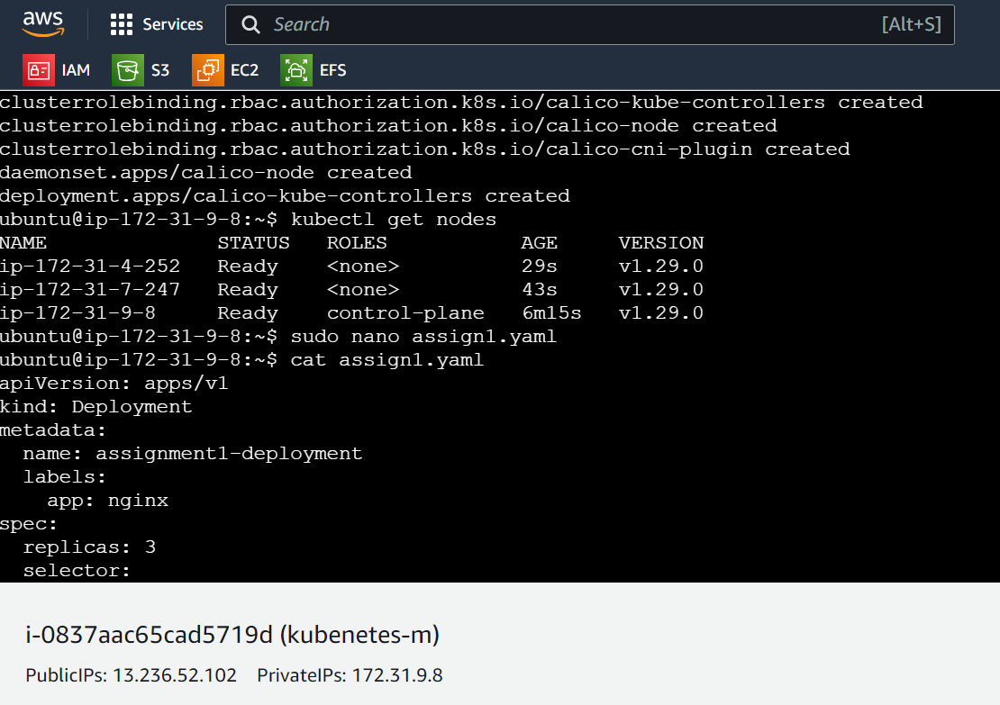 aws
Services
Search
[Alt+S]
IAM
S3
EC2
EFS
clusterrolebinding.rbac.authorization.k8s.io/calico-kube-controllers created
clusterrolebinding.rbac.authorization.k8s.io/calico-node created
clusterrolebinding.rbac.authorization.k8s.io/calico-cni-plugin created
daemonset.apps/calico-node created
deployment.apps/calico-kube-controllers created
ubuntu@ip-172-31-9-8:~$ kubectl get nodes
NAME STATUS ROLES AGE VERSION
ip-172-31-4-252 Ready <none> 29s v1.29.0
ip-172-31-7-247 Ready <none> 43s v1.29.0
ip-172-31-9-8 Ready control-plane 6m15s v1.29.0
ubuntu@ip-172-31-9-8:~$ sudo nano assign1.yaml
ubuntu@ip-172-31-9-8:~$ cat assign1.yaml
apiVersion: apps/v1
kind: Deployment
metadata:
  name: assignment1-deployment
  labels:
    app: nginx
spec:
  replicas: 3
  selector:
i-0837aac65cad5719d (kubenetes-m)
PublicIPs: 13.236.52.102 PrivateIPs: 172.31.9.8